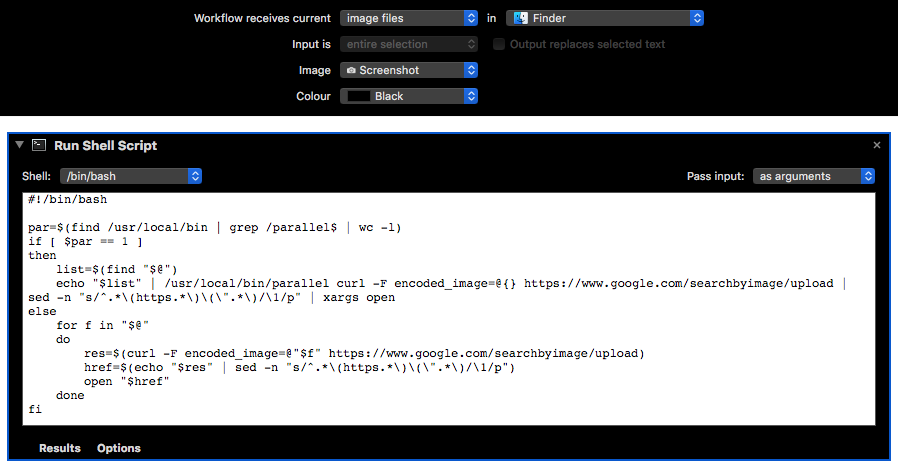 Workflow receives current image files in Finder
Input is entire selection Output replaces selected text
Image Screenshot
Colour Black
Run Shell Script ×
Shell: /bin/bash Pass input: as arguments
#!/bin/bash
par=$(find /usr/local/bin | grep /parallel$ | wc -l)
if [ $par == 1 ]
then
    list=$(find "$@")
    echo "$list" | /usr/local/bin/parallel curl -F encoded_image=@{} https://www.google.com/searchbyimage/upload |
sed -n "s/^.*\(https.*\)\(\".*\)/\1/p" | xargs open
else
    for f in "$@"
    do
        res=$(curl -F encoded_image=@"$f" https://www.google.com/searchbyimage/upload)
        href=$(echo "$res" | sed -n "s/^.*\(https.*\)\(\".*\)/\1/p")
        open "$href"
    done
fi
Results Options